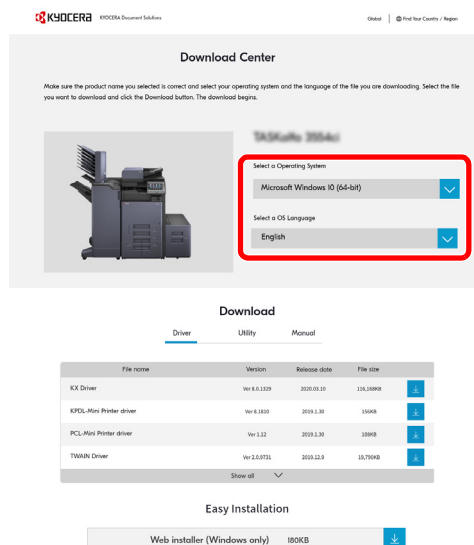 KYOCERA KYOCERA Document Solutions Global Find Your Country / Region
Download Center
Make sure the product name you selected is correct and select your operating system and the language of the file you are downloading. Select the file
you want to download and click the Download button. The download begins.
Select a Operating System
Microsoft Windows 10 (64-bit)
Select a OS Language
English
Download
Driver Utility Manual
File name Version Release date File size
KX Driver Ver 8.0.1329 2020.03.10 116,168KB
KPDL-Mini Printer driver Ver 8.1810 2019.1.30 156KB
PCL-Mini Printer driver Ver 1.12 2019.1.30 108KB
TWAIN Driver Ver 2.0.9731 2019.12.9 19,790KB
Show all
Easy Installation
Web installer (Windows only) 180KB